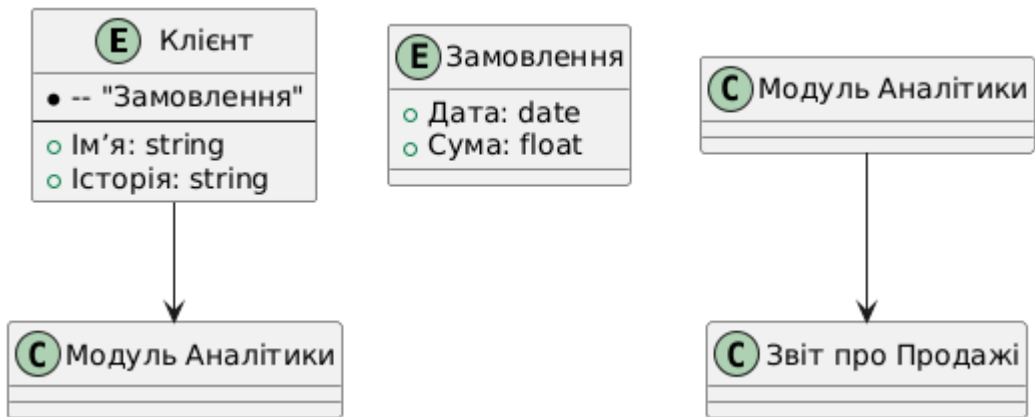 E Клієнт
* -- "Замовлення"
Ім’я: string
Історія: string
E Замовлення
Дата: date
Сума: float
C Модуль Аналітики
C Модуль Аналітики
C Звіт про Продажі